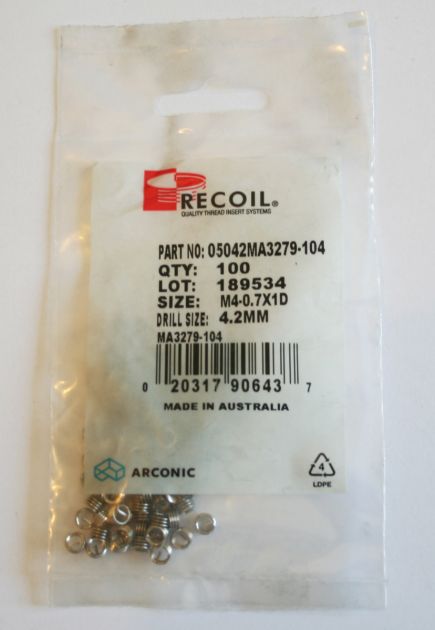 RECOIL®
QUALITY THREAD INSERT SYSTEMS
PART NO: 05042MA3279-104
QTY: 100
LOT: 189534
SIZE: M4-0.7X1D
DRILL SIZE: 4.2MM
MA3279-104
0 20317 90643 7
MADE IN AUSTRALIA
ARCONIC
4
LDPE